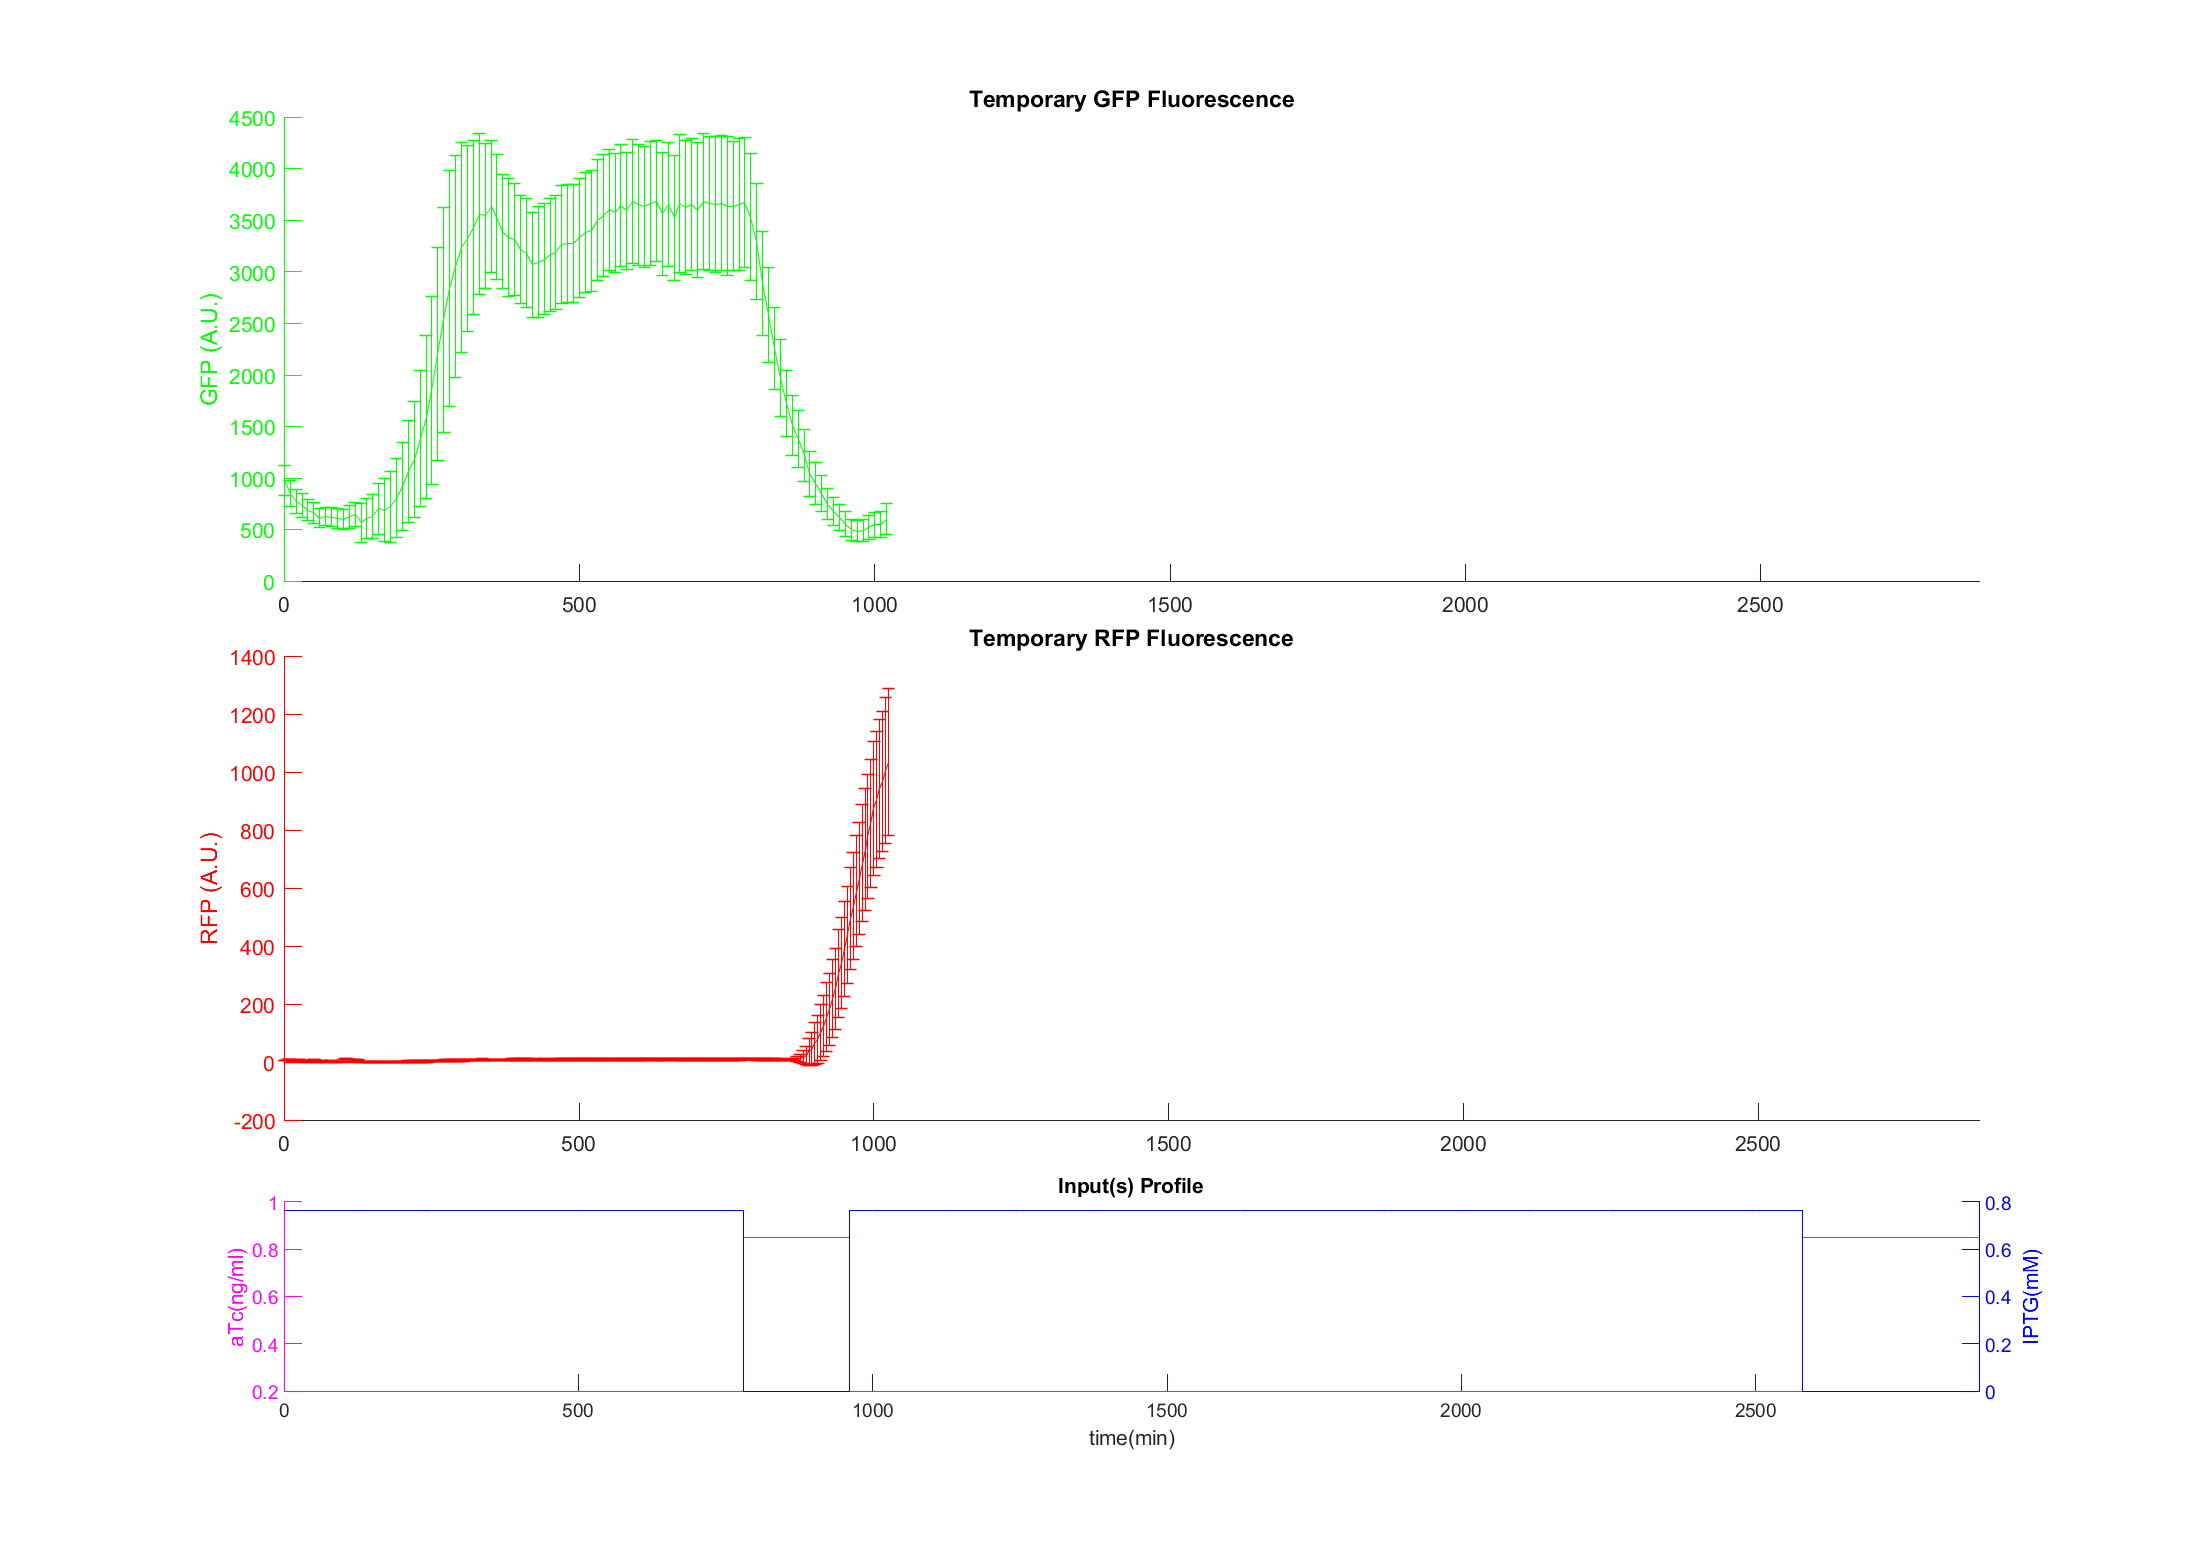 Temporary GFP Fluorescence
4500
4000
3500
3000
2500
2000
1500
1000
500
0
GFP (A.U.)
0 500 1000 1500 2000 2500
Temporary RFP Fluorescence
1400
1200
1000
800
600
400
200
0
-200
RFP (A.U.)
0 500 1000 1500 2000 2500
Input(s) Profile
1 0.8
0.8 0.6
0.6 0.4
0.4 0.2
0.2 0
aTc(ng/ml)
IPTG(mM)
0 500 1000 1500 2000 2500
time(min)